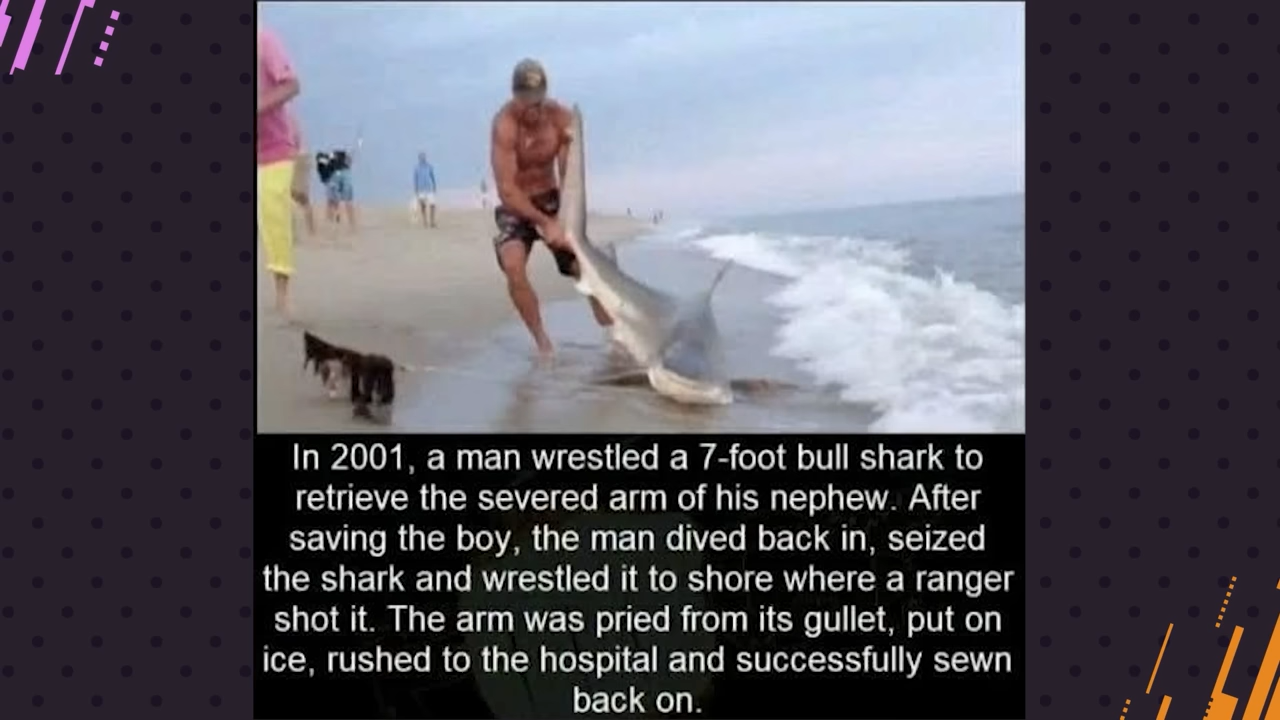 In 2001, a man wrestled a 7-foot bull shark to
retrieve the severed arm of his nephew. After
saving the boy, the man dived back in, seized
the shark and wrestled it to shore where a ranger
shot it. The arm was pried from its gullet, put on
ice, rushed to the hospital and successfully sewn
back on.